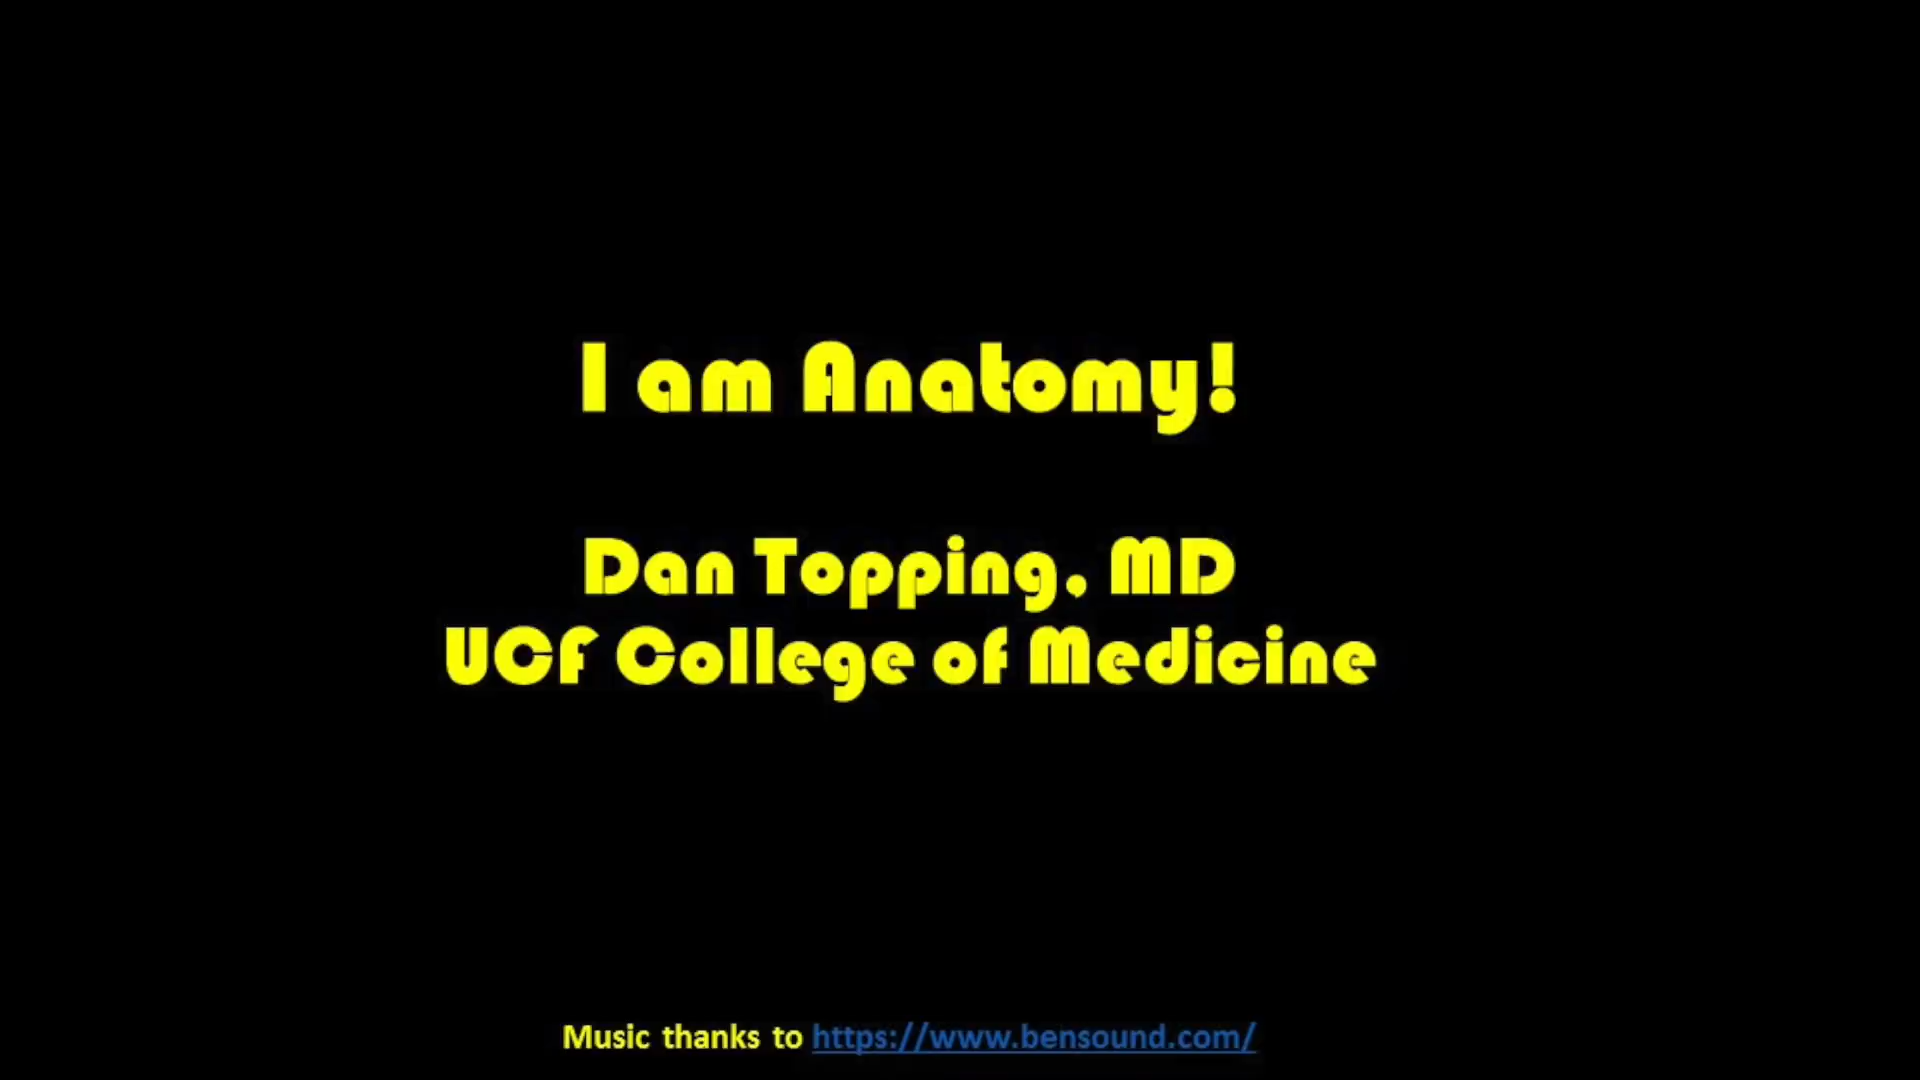 I am Anatomy!
Dan Topping, MD
UCF College of Medicine
Music thanks to https://www.bensound.com/